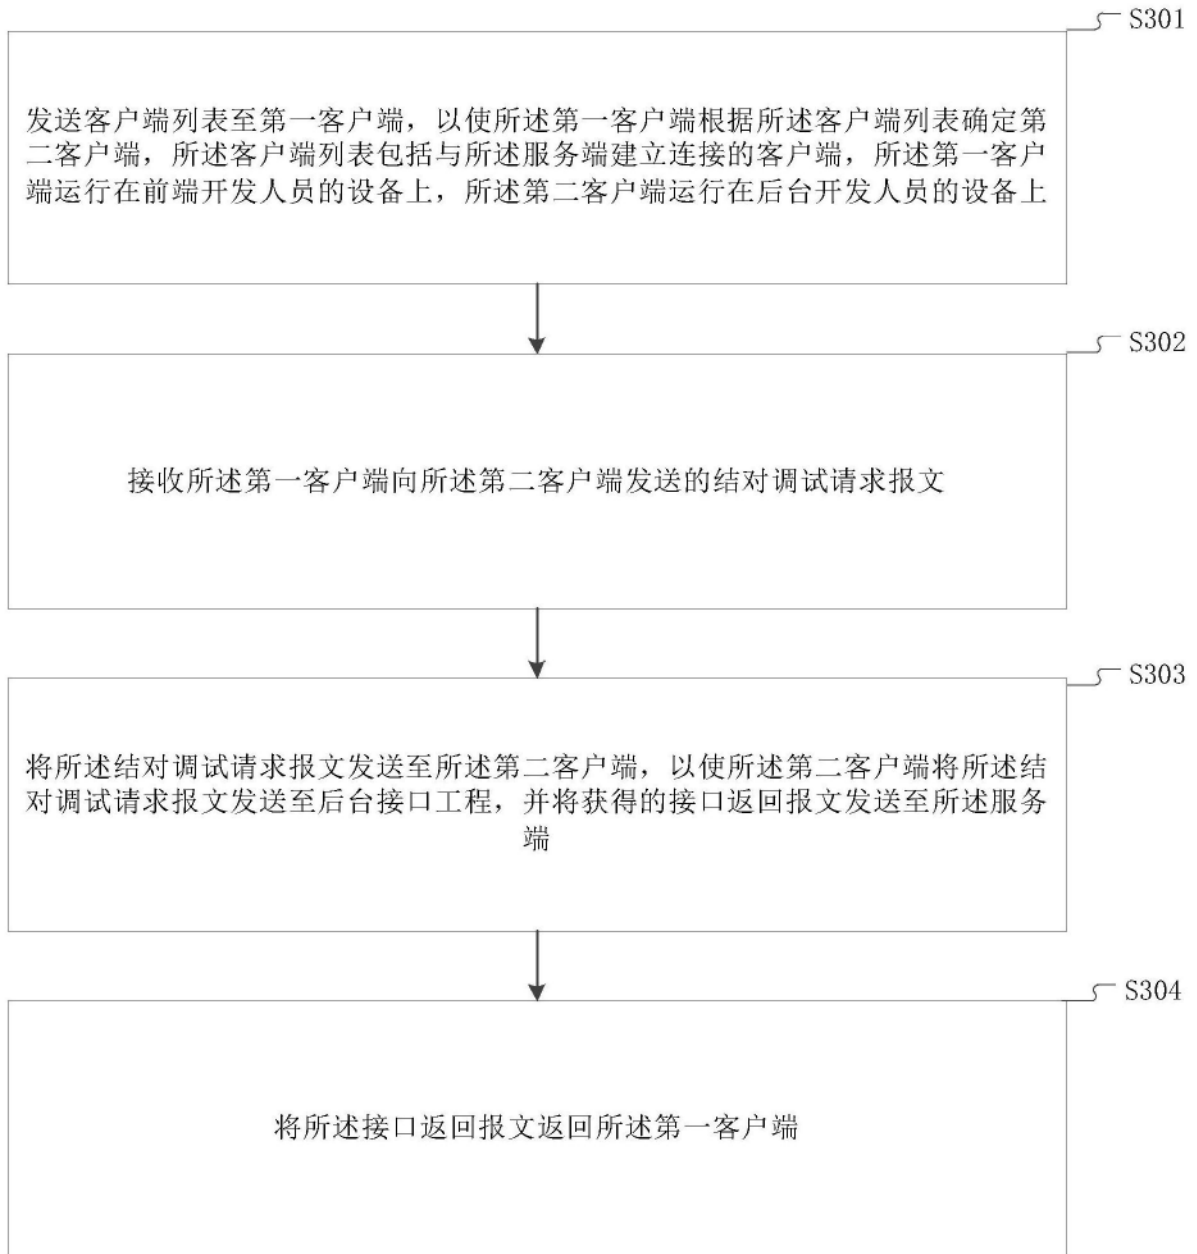 S301
发送客户端列表至第一客户端，以使所述第一客户端根据所述客户端列表确定第
二客户端，所述客户端列表包括与所述服务端建立连接的客户端，所述第一客户
端运行在前端开发人员的设备上，所述第二客户端运行在后台开发人员的设备上
S302
接收所述第一客户端向所述第二客户端发送的结对调试请求报文
S303
将所述结对调试请求报文发送至所述第二客户端，以使所述第二客户端将所述结
对调试请求报文发送至后台接口工程，并将获得的接口返回报文发送至所述服务
端
S304
将所述接口返回报文返回所述第一客户端